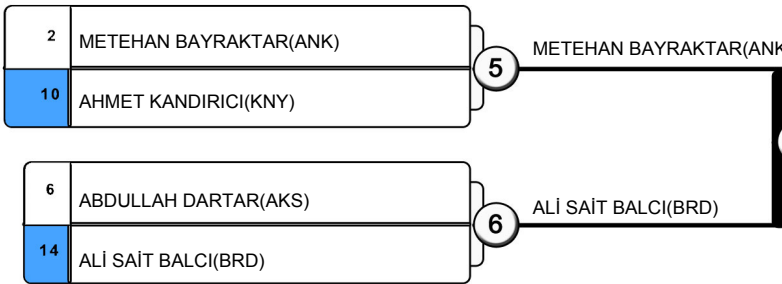 2 METEHAN BAYRAKTAR(ANK)
10 AHMET KANDIRICI(KNY)
5 METEHAN BAYRAKTAR(ANK
6 ABDULLAH DARTAR(AKS)
14 ALİ SAİT BALCI(BRD)
6 ALİ SAİT BALCI(BRD)